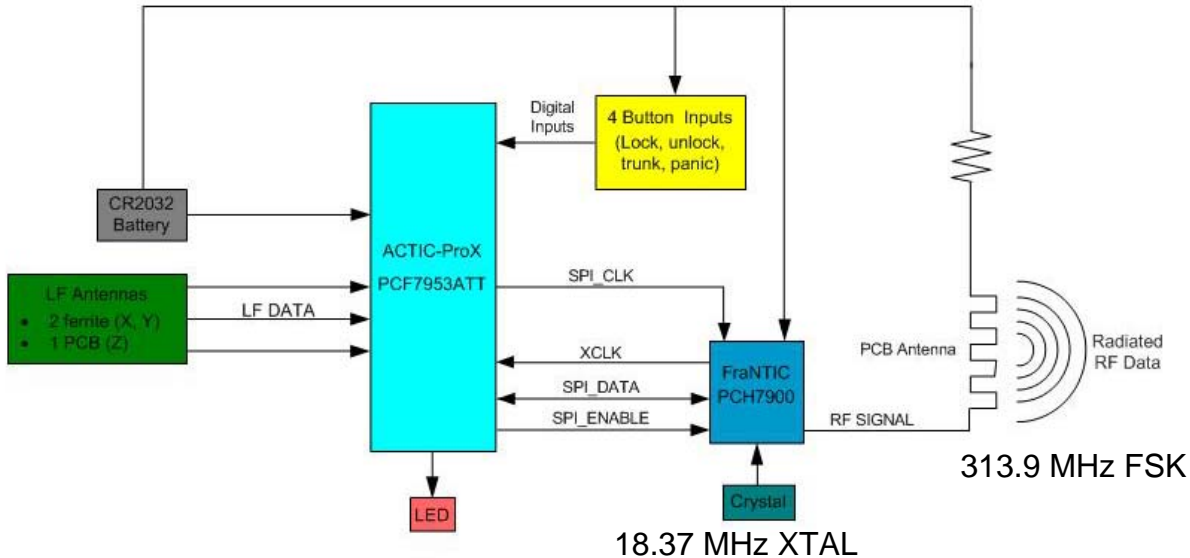 Digital
Inputs
4 Button Inputs
(Lock, unlock,
trunk, panic)
CR2032
Battery
ACTIC-ProX
PCF7953ATT
LF Antennas
• 2 ferrite (X, Y)
• 1 PCB (Z)
LF DATA
SPI_CLK
XCLK
SPI_DATA
SPI_ENABLE
FraNTIC
PCH7900
PCB Antenna
Radiated
RF Data
RF SIGNAL
313.9 MHz FSK
LED
Crystal
18.37 MHz XTAL